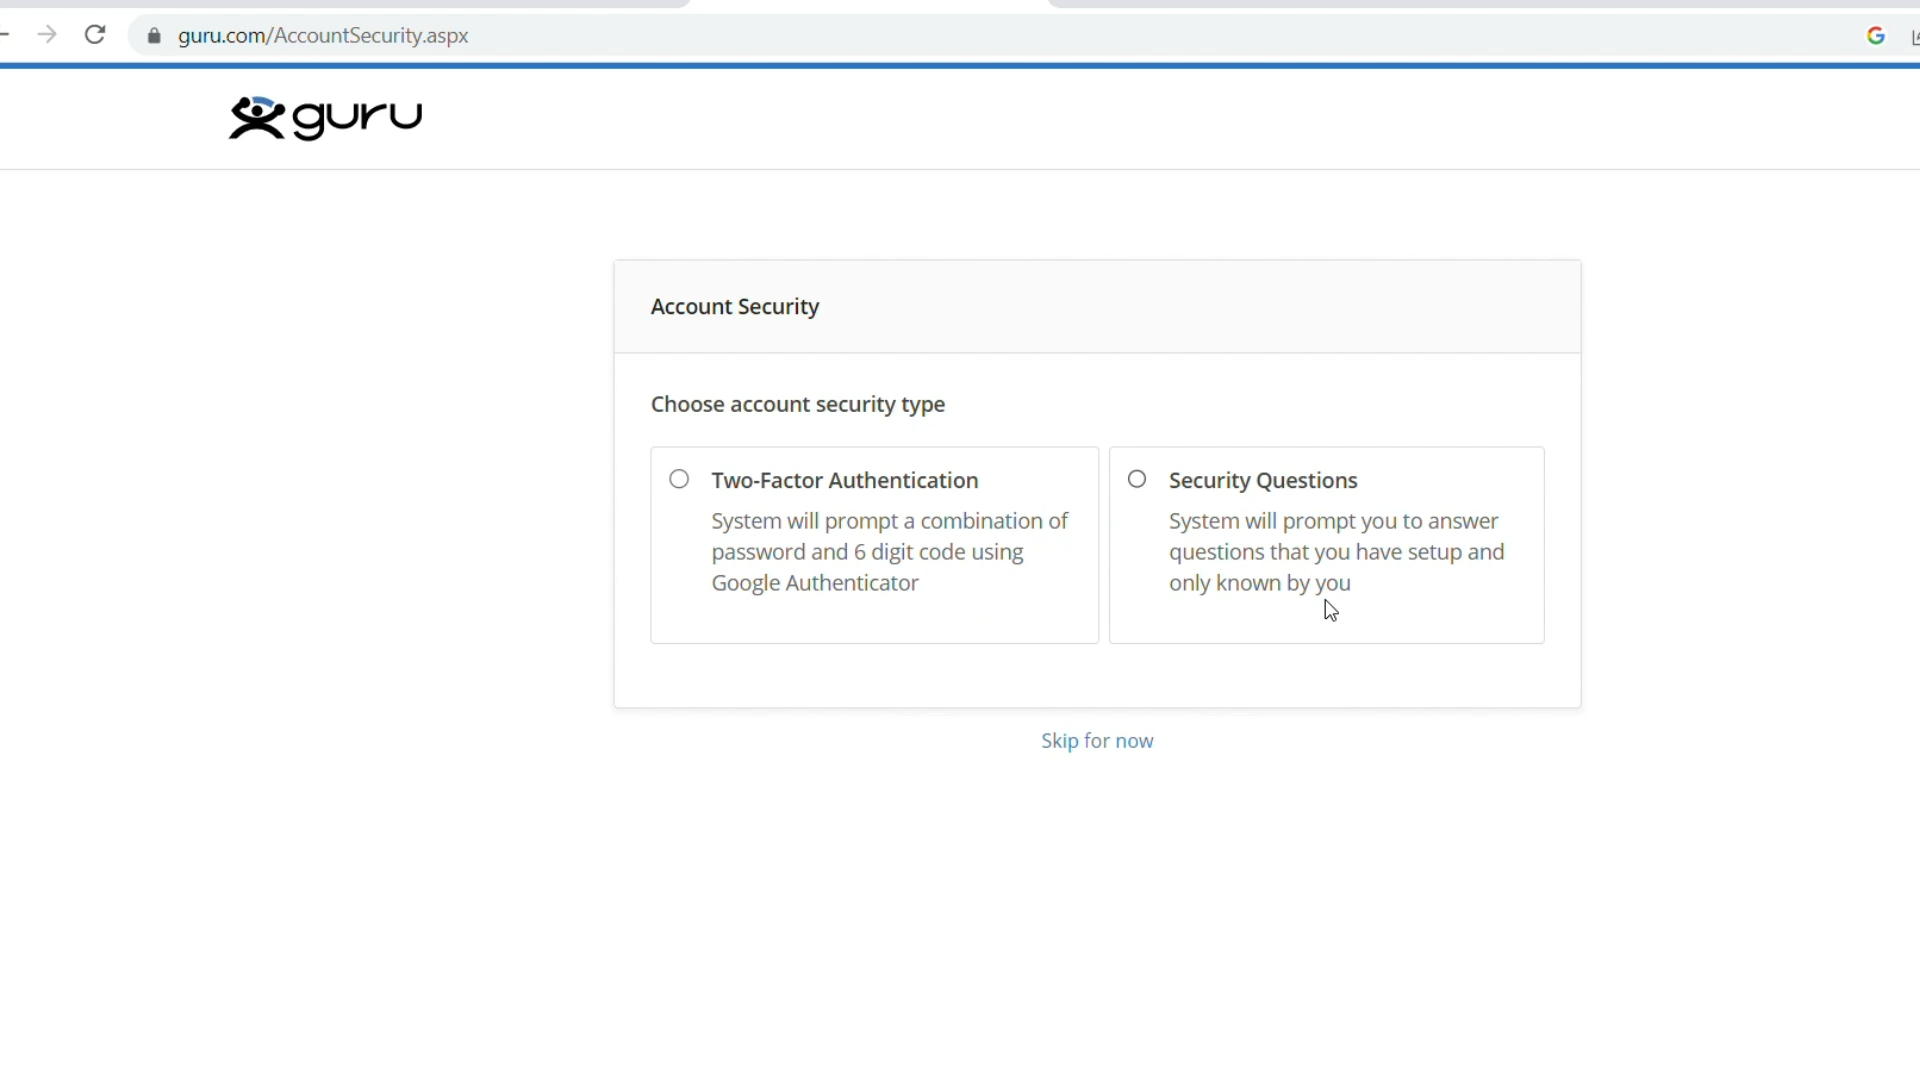 guru.com/AccountSecurity.aspx
guru
Account Security
Choose account security type
Two-Factor Authentication
System will prompt a combination of
password and 6 digit code using
Google Authenticator
Security Questions
System will prompt you to answer
questions that you have setup and
only known by you
Skip for now